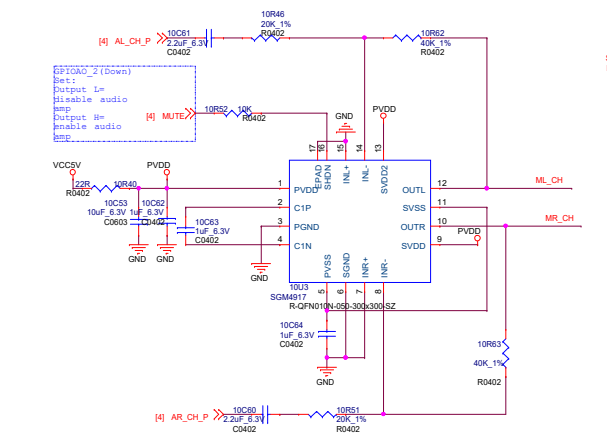 10R46
20K_1%
R0402
[4] AL_CH_P
10C61
2.2uF_6.3V
C0402
10R62
40K_1%
R0402
GPIOAO_2(Down)
Set:
Output L=
disable audio
amp
Output H=
enable audio
amp
[4] MUTE
10R52
10K
R0402
GND
PVDD
17
16
15
14
13
EPAD
SHDN
INL+
INL-
SVDD2
VCC5V
PVDD
22R
10R40
R0402
1
PVDD
OUTL
12
ML_CH
10C53
10uF_6.3V
C0603
10C62
1uF_6.3V
C0402
2
C1P
SVSS
11
10C63
1uF_6.3V
C0402
3
PGND
OUTR
10
MR_CH
PVDD
4
C1N
SVDD
9
GND
GND
GND
PVSS
SGND
INR+
INR-
5
6
7
8
10U3
SGM4917
R-QFN010N-050-300x300-SZ
10C64
1uF_6.3V
C0402
GND
10R63
40K_1%
R0402
[4] AR_CH_P
10C60
2.2uF_6.3V
C0402
10R51
20K_1%
R0402